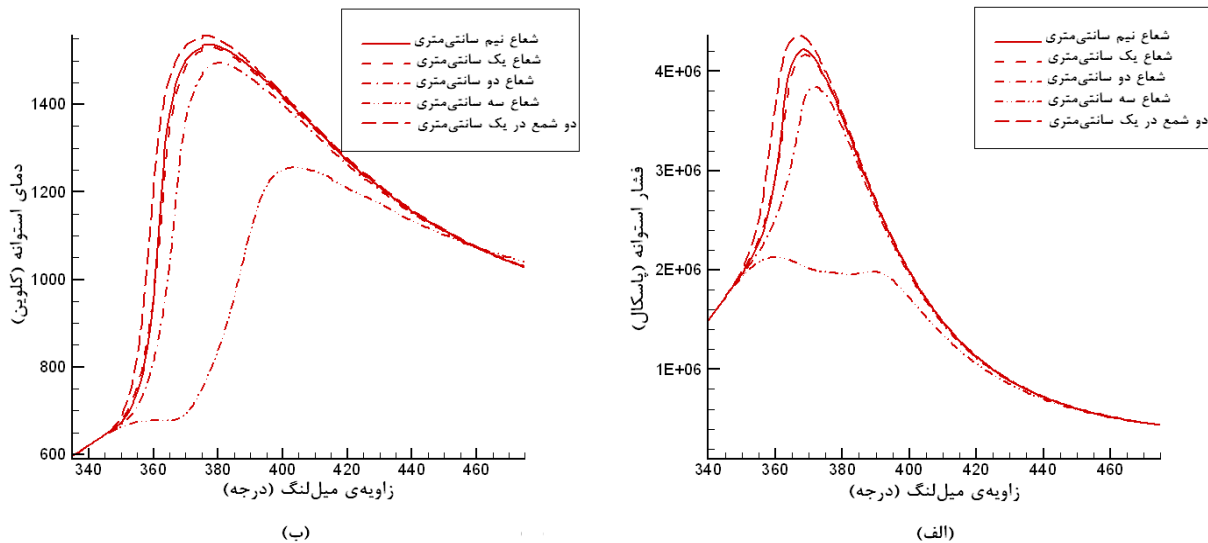 شعاع نیم سانتی‌متری
شعاع یک سانتی‌متری
شعاع دو سانتی‌متری
شعاع سه سانتی‌متری
دو شمع در یک سانتی‌متری
4E+06
3E+06
2E+06
1E+06
فشار استوانه (پاسکال)
340 360 380 400 420 440 460
زاویه‌ی میل‌لنگ (درجه)
(الف)
شعاع نیم سانتی‌متری
شعاع یک سانتی‌متری
شعاع دو سانتی‌متری
شعاع سه سانتی‌متری
دو شمع در یک سانتی‌متری
1400
1200
1000
800
600
دمای استوانه (کلوین)
340 360 380 400 420 440 460
زاویه‌ی میل‌لنگ (درجه)
(ب)